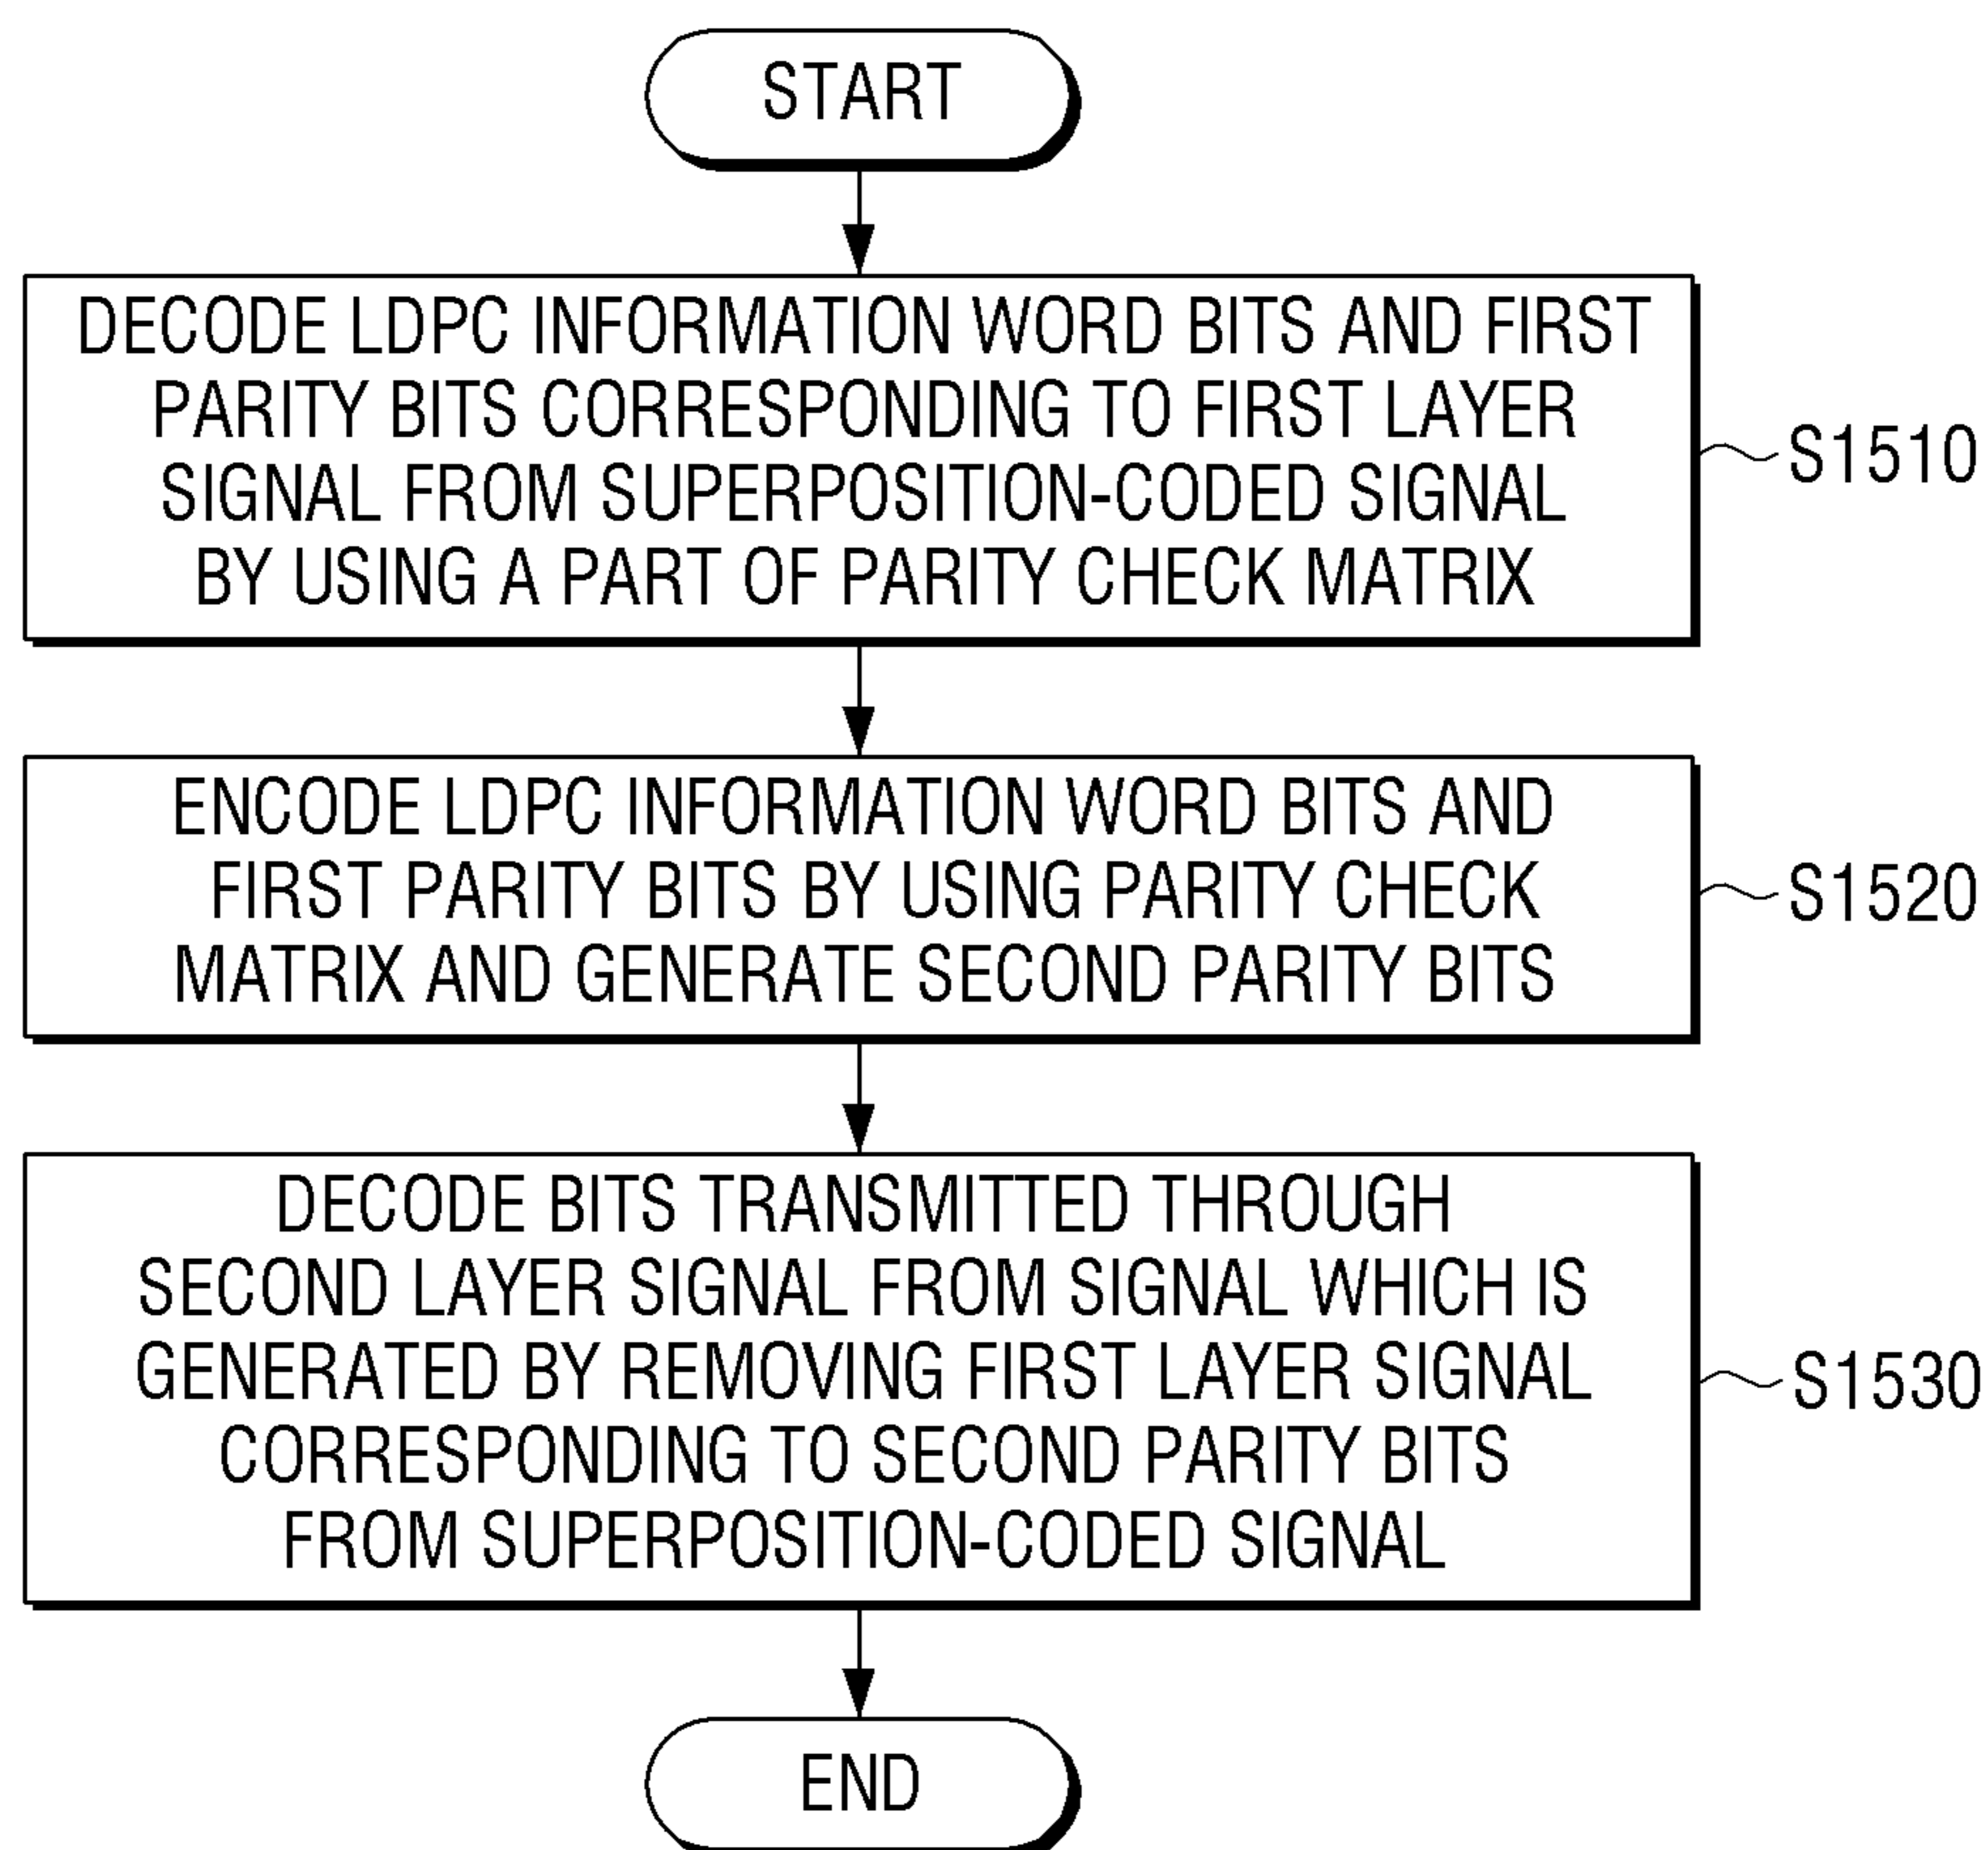 START
DECODE LDPC INFORMATION WORD BITS AND FIRST
PARITY BITS CORRESPONDING TO FIRST LAYER
SIGNAL FROM SUPERPOSITION-CODED SIGNAL
BY USING A PART OF PARITY CHECK MATRIX
S1510
ENCODE LDPC INFORMATION WORD BITS AND
FIRST PARITY BITS BY USING PARITY CHECK
MATRIX AND GENERATE SECOND PARITY BITS
S1520
DECODE BITS TRANSMITTED THROUGH
SECOND LAYER SIGNAL FROM SIGNAL WHICH IS
GENERATED BY REMOVING FIRST LAYER SIGNAL
CORRESPONDING TO SECOND PARITY BITS
FROM SUPERPOSITION-CODED SIGNAL
S1530
END